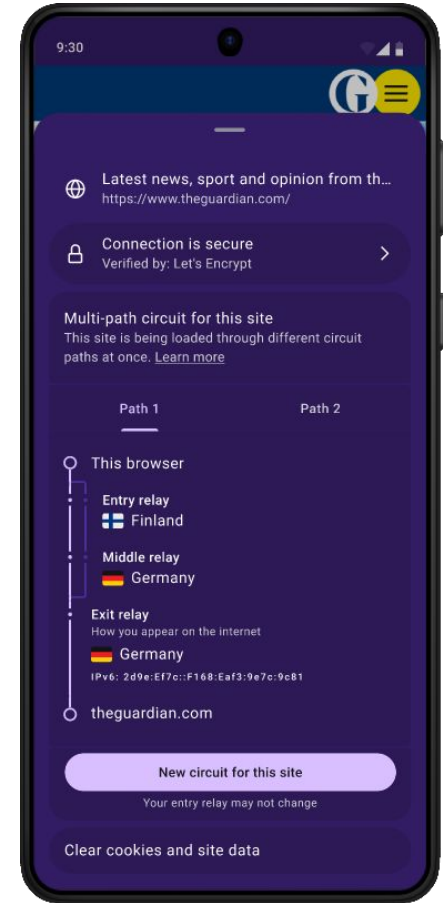 9:30
G
Latest news, sport and opinion from th...
https://www.theguardian.com/
Connection is secure
Verified by: Let's Encrypt
Multi-path circuit for this site
This site is being loaded through different circuit
paths at once. Learn more
Path 1 Path 2
This browser
Entry relay
Finland
Middle relay
Germany
Exit relay
How you appear on the internet
Germany
IPv6: 2d9e:Ef7c::F168:Eaf3:9e7c:9c81
theguardian.com
New circuit for this site
Your entry relay may not change
Clear cookies and site data